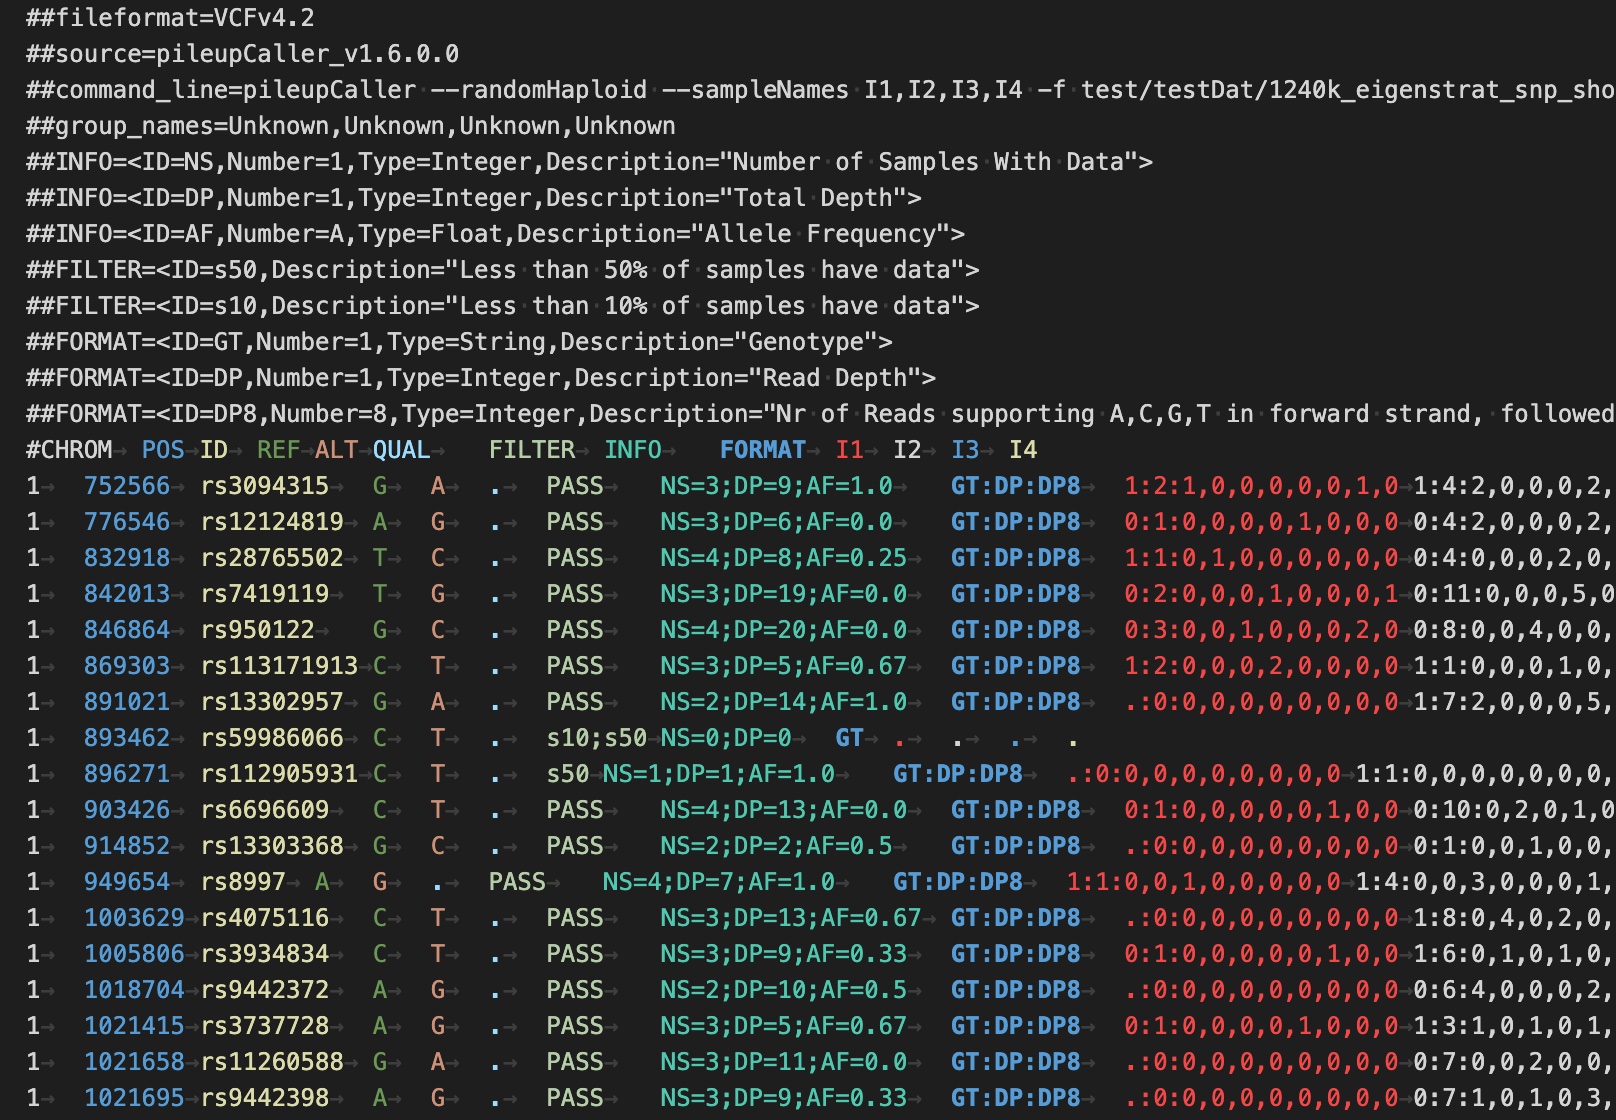 ##fileformat=VCFv4.2
##source=pileupCaller_v1.6.0.0
##command_line=pileupCaller --randomHaploid --sampleNames I1,I2,I3,I4 -f test/testDat/1240k_eigenstrat_snp_sho
##group_names=Unknown,Unknown,Unknown,Unknown
##INFO=<ID=NS,Number=1,Type=Integer,Description="Number of Samples With Data">
##INFO=<ID=DP,Number=1,Type=Integer,Description="Total Depth">
##INFO=<ID=AF,Number=A,Type=Float,Description="Allele Frequency">
##FILTER=<ID=s50,Description="Less than 50% of samples have data">
##FILTER=<ID=s10,Description="Less than 10% of samples have data">
##FORMAT=<ID=GT,Number=1,Type=String,Description="Genotype">
##FORMAT=<ID=DP,Number=1,Type=Integer,Description="Read Depth">
##FORMAT=<ID=DP8,Number=8,Type=Integer,Description="Nr of Reads supporting A,C,G,T in forward strand, followed
#CHROM POS ID REF ALT QUAL FILTER INFO FORMAT I1 I2 I3 I4
1 752566 rs3094315 G A . PASS NS=3;DP=9;AF=1.0 GT:DP:DP8 1:2:1,0,0,0,0,0,1,0 1:4:2,0,0,0,2,
1 776546 rs12124819 A G . PASS NS=3;DP=6;AF=0.0 GT:DP:DP8 0:1:0,0,0,0,1,0,0,0 0:4:2,0,0,0,2,
1 832918 rs28765502 T C . PASS NS=4;DP=8;AF=0.25 GT:DP:DP8 1:1:0,1,0,0,0,0,0,0 0:4:0,0,0,2,0,
1 842013 rs7419119 T G . PASS NS=3;DP=19;AF=0.0 GT:DP:DP8 0:2:0,0,0,1,0,0,0,1 0:11:0,0,0,5,0
1 846864 rs950122 G C . PASS NS=4;DP=20;AF=0.0 GT:DP:DP8 0:3:0,0,1,0,0,0,2,0 0:8:0,0,4,0,0,
1 869303 rs113171913 C T . PASS NS=3;DP=5;AF=0.67 GT:DP:DP8 1:2:0,0,0,2,0,0,0,0 1:1:0,0,0,1,0,
1 891021 rs13302957 G A . PASS NS=2;DP=14;AF=1.0 GT:DP:DP8 .:0:0,0,0,0,0,0,0,0 1:7:2,0,0,0,5,
1 893462 rs59986066 C T . s10;s50 NS=0;DP=0 GT . . . .
1 896271 rs112905931 C T . s50 NS=1;DP=1;AF=1.0 GT:DP:DP8 .:0:0,0,0,0,0,0,0,0 1:1:0,0,0,0,0,0,0,
1 903426 rs6696609 C T . PASS NS=4;DP=13;AF=0.0 GT:DP:DP8 0:1:0,0,0,0,0,1,0,0 0:10:0,2,0,1,0
1 914852 rs13303368 G C . PASS NS=2;DP=2;AF=0.5 GT:DP:DP8 .:0:0,0,0,0,0,0,0,0 0:1:0,0,1,0,0,
1 949654 rs8997 A G . PASS NS=4;DP=7;AF=1.0 GT:DP:DP8 1:1:0,0,1,0,0,0,0,0 1:4:0,0,3,0,0,0,1,
1 1003629 rs4075116 C T . PASS NS=3;DP=13;AF=0.67 GT:DP:DP8 .:0:0,0,0,0,0,0,0,0 1:8:0,4,0,2,0,
1 1005806 rs3934834 C T . PASS NS=3;DP=9;AF=0.33 GT:DP:DP8 0:1:0,0,0,0,0,1,0,0 1:6:0,1,0,1,0,
1 1018704 rs9442372 A G . PASS NS=2;DP=10;AF=0.5 GT:DP:DP8 .:0:0,0,0,0,0,0,0,0 0:6:4,0,0,0,2,
1 1021415 rs3737728 A G . PASS NS=3;DP=5;AF=0.67 GT:DP:DP8 0:1:0,0,0,0,1,0,0,0 1:3:1,0,1,0,1,
1 1021658 rs11260588 G A . PASS NS=3;DP=11;AF=0.0 GT:DP:DP8 .:0:0,0,0,0,0,0,0,0 0:7:0,0,2,0,0,
1 1021695 rs9442398 A G . PASS NS=3;DP=9;AF=0.33 GT:DP:DP8 .:0:0,0,0,0,0,0,0,0 0:7:1,0,1,0,3,